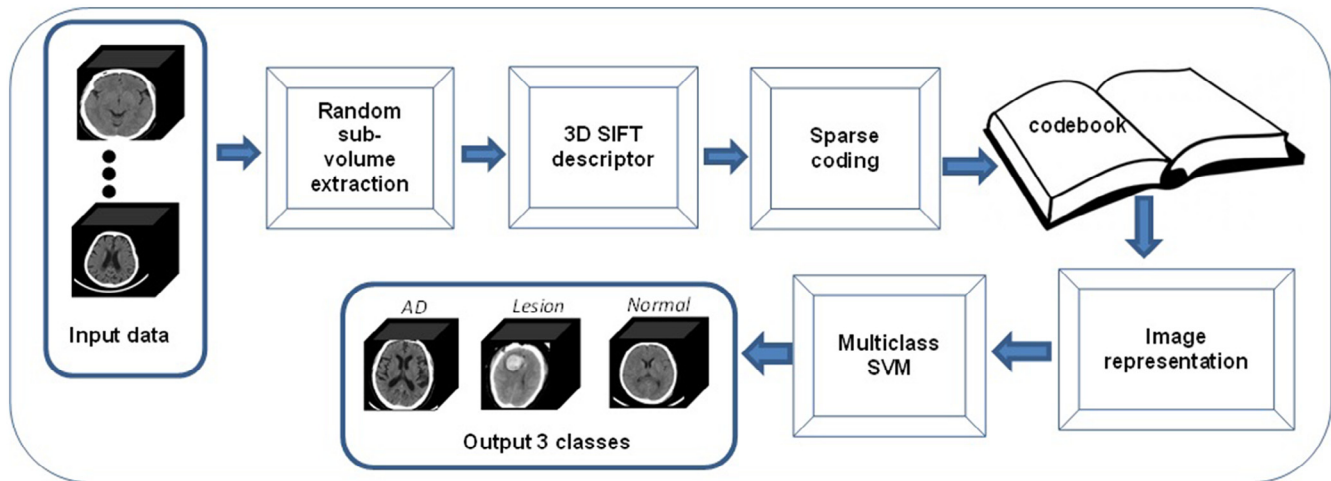 Input data
Random
sub-
volume
extraction
3D SIFT
descriptor
Sparse
coding
codebook
Image
representation
Multiclass
SVM
AD Lesion Normal
Output 3 classes